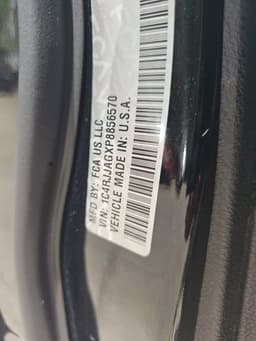 MFD BY: FCA US LLC
VIN: 1C4RJJAGXP8856570
VEHICLE MADE IN: U.S.A.